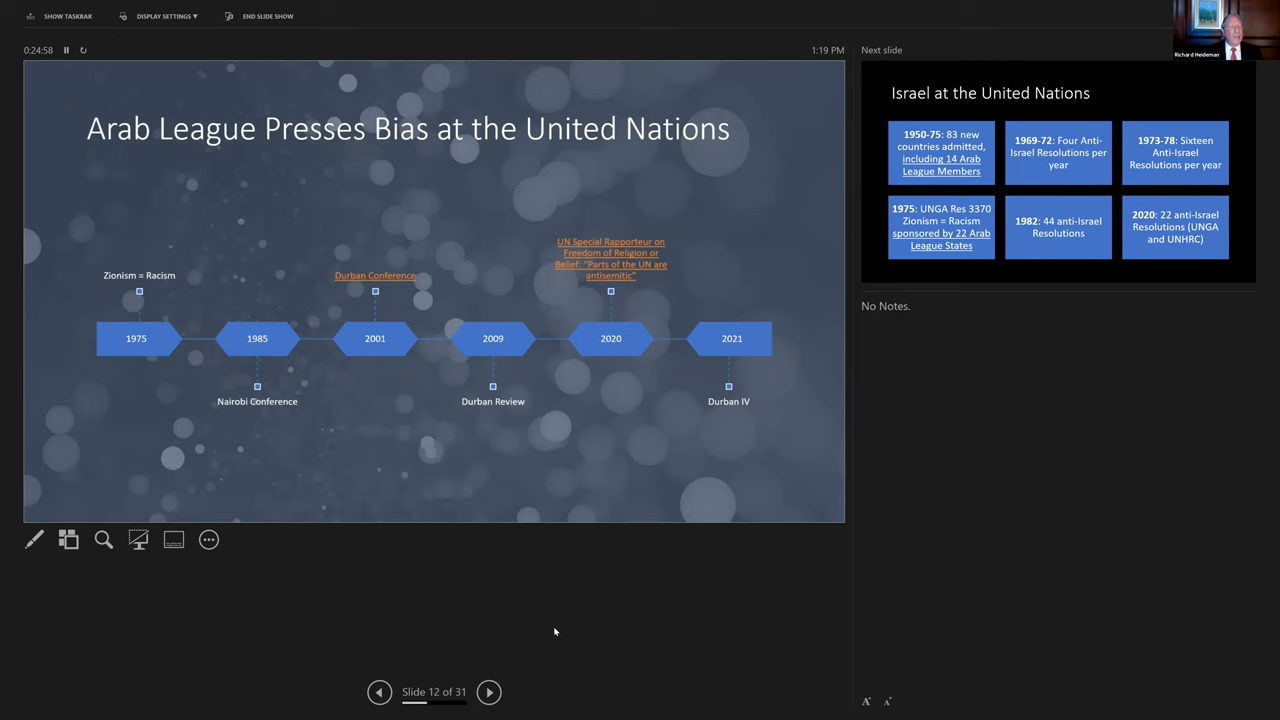 SHOW TASKBAR
DISPLAY SETTINGS ▼
END SLIDE SHOW
Richard Heideman
0:24:58
1:19 PM
Next slide
Arab League Presses Bias at the United Nations
Zionism = Racism
Durban Conference
UN Special Rapporteur on
Freedom of Religion or
Belief: “Parts of the UN are
antisemitic”
1975
1985
2001
2009
2020
2021
Nairobi Conference
Durban Review
Durban IV
Israel at the United Nations
1950-75: 83 new
countries admitted,
including 14 Arab
League Members
1969-72: Four Anti-
Israel Resolutions per
year
1973-78: Sixteen
Anti-Israel
Resolutions per year
1975: UNGA Res 3370
Zionism = Racism
sponsored by 22 Arab
League States
1982: 44 anti-Israel
Resolutions
2020: 22 anti-Israel
Resolutions (UNGA
and UNHRC)
No Notes.
Slide 12 of 31
A A